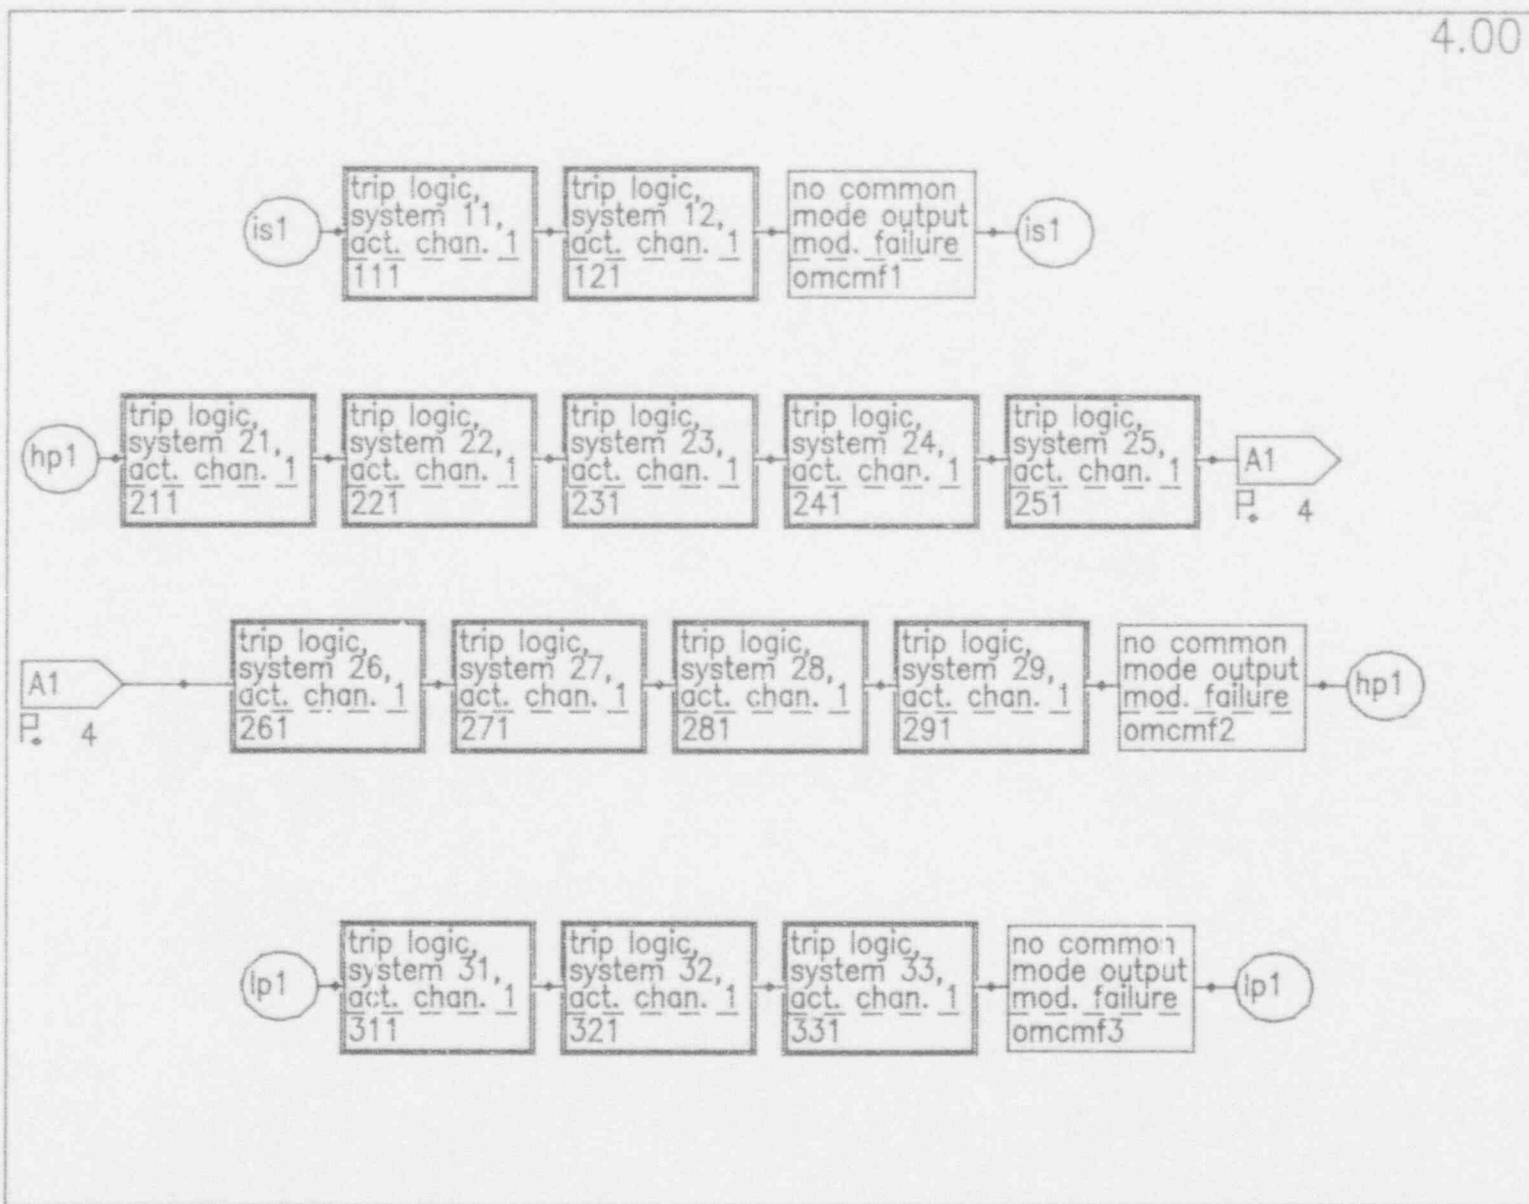 4.00
is1
trip logic,
system 11,
act. chan. 1
111
trip logic,
system 12,
act. chan. 1
121
no common
mode output
mod. failure
omcmf1
is1
hp1
trip logic,
system 21,
act. chan. 1
211
trip logic,
system 22,
act. chan. 1
221
trip logic,
system 23,
act. chan. 1
231
trip logic,
system 24,
act. chan. 1
241
trip logic,
system 25,
act. chan. 1
251
A1
P. 4
A1
P. 4
trip logic,
system 26,
act. chan. 1
261
trip logic,
system 27,
act. chan. 1
271
trip logic,
system 28,
act. chan. 1
281
trip logic,
system 29,
act. chan. 1
291
no common
mode output
mod. failure
omcmf2
hp1
lp1
trip logic,
system 31,
act. chan. 1
311
trip logic,
system 32,
act. chan. 1
321
trip logic,
system 33,
act. chan. 1
331
no common
mode output
mod. failure
omcmf3
lp1